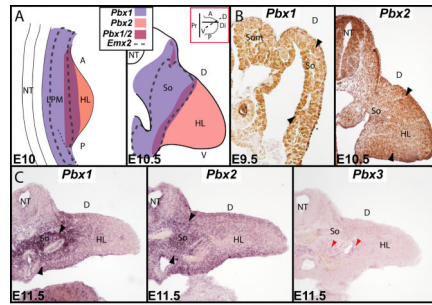 A
Pbx1
Pbx2
Pbx1/2
Emx2
A
D
Pr
Di
V
P
NT
LPM
A
HL
P
E10
NT
D
So
HL
V
E10.5
B
Pbx1
Som
D
So
E9.5
Pbx2
NT
D
So
HL
E10.5
C
Pbx1
NT
D
So
HL
E11.5
Pbx2
NT
D
So
HL
E11.5
Pbx3
NT
D
So
HL
E11.5